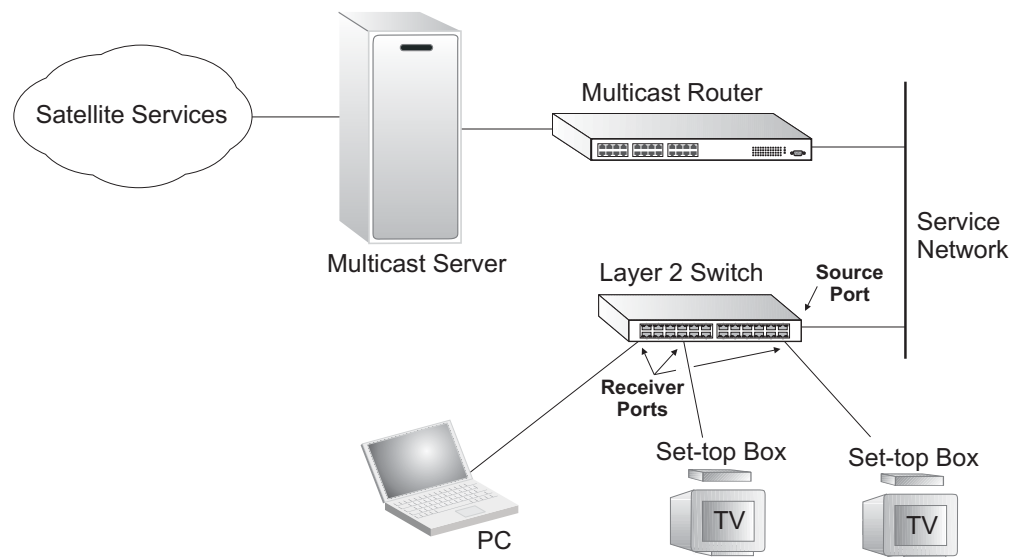 Satellite Services
Multicast Router
Multicast Server
Service
Network
Layer 2 Switch
Source
Port
Receiver
Ports
Set-top Box
Set-top Box
TV
TV
PC